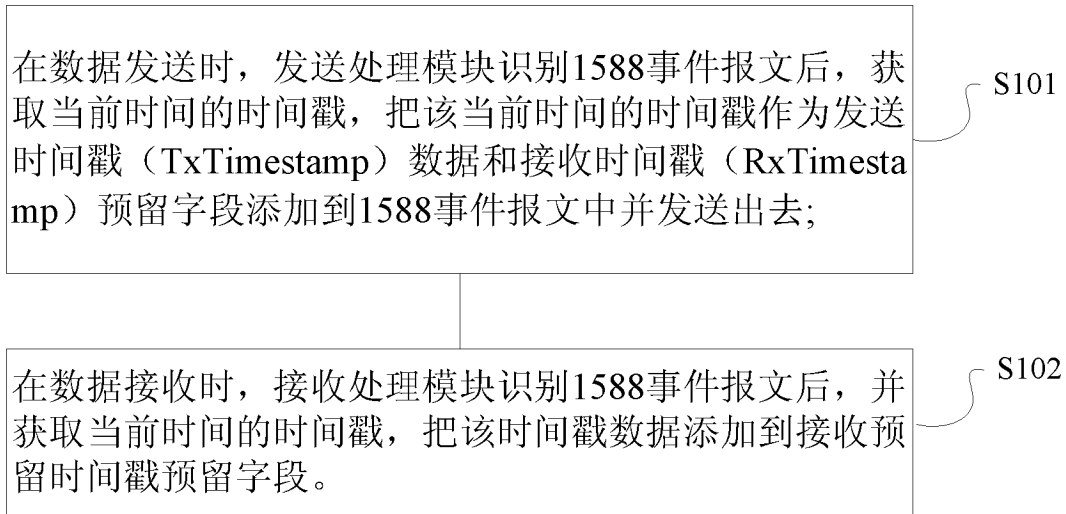 在数据发送时，发送处理模块识别1588事件报文后，获
取当前时间的时间戳，把该当前时间的时间戳作为发送
时间戳（TxTimestamp）数据和接收时间戳（RxTimesta
mp）预留字段添加到1588事件报文中并发送出去;
S101
在数据接收时，接收处理模块识别1588事件报文后，并
获取当前时间的时间戳，把该时间戳数据添加到接收预
留时间戳预留字段。
S102